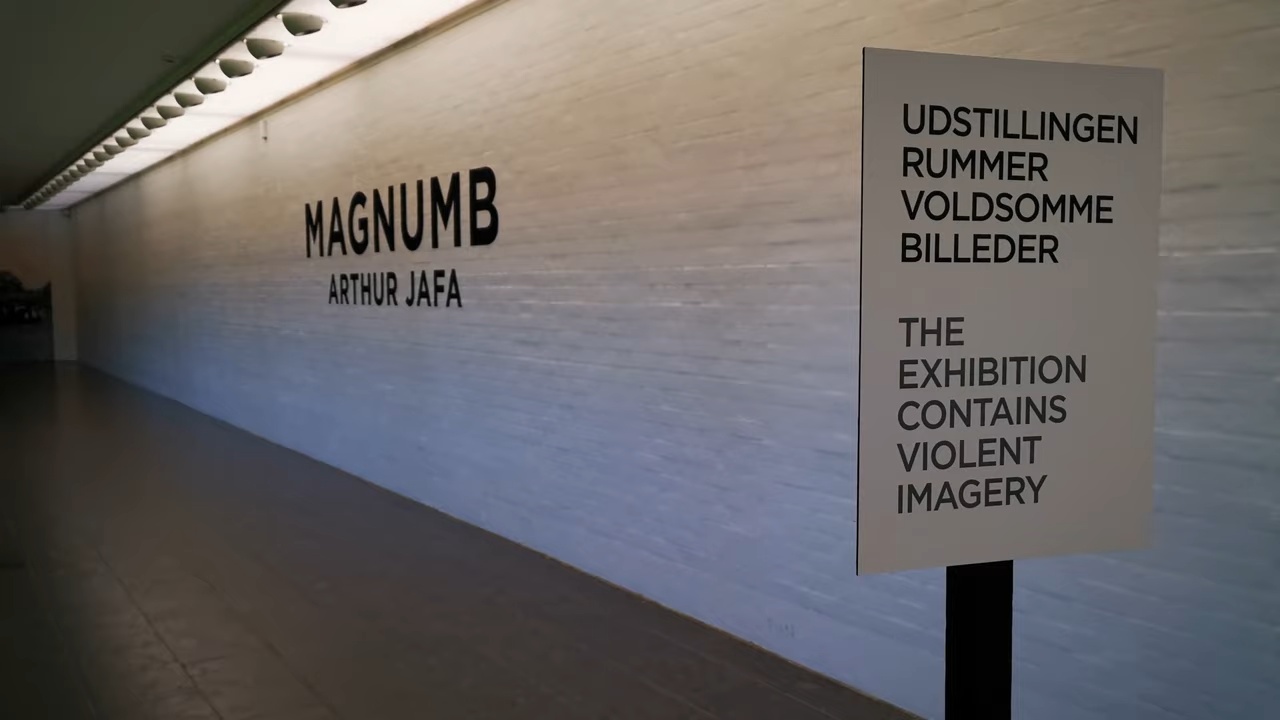 MAGNUMB
ARTHUR JAFA
UDSTILLINGEN
RUMMER
VOLDSOMME
BILLEDER
THE
EXHIBITION
CONTAINS
VIOLENT
IMAGERY